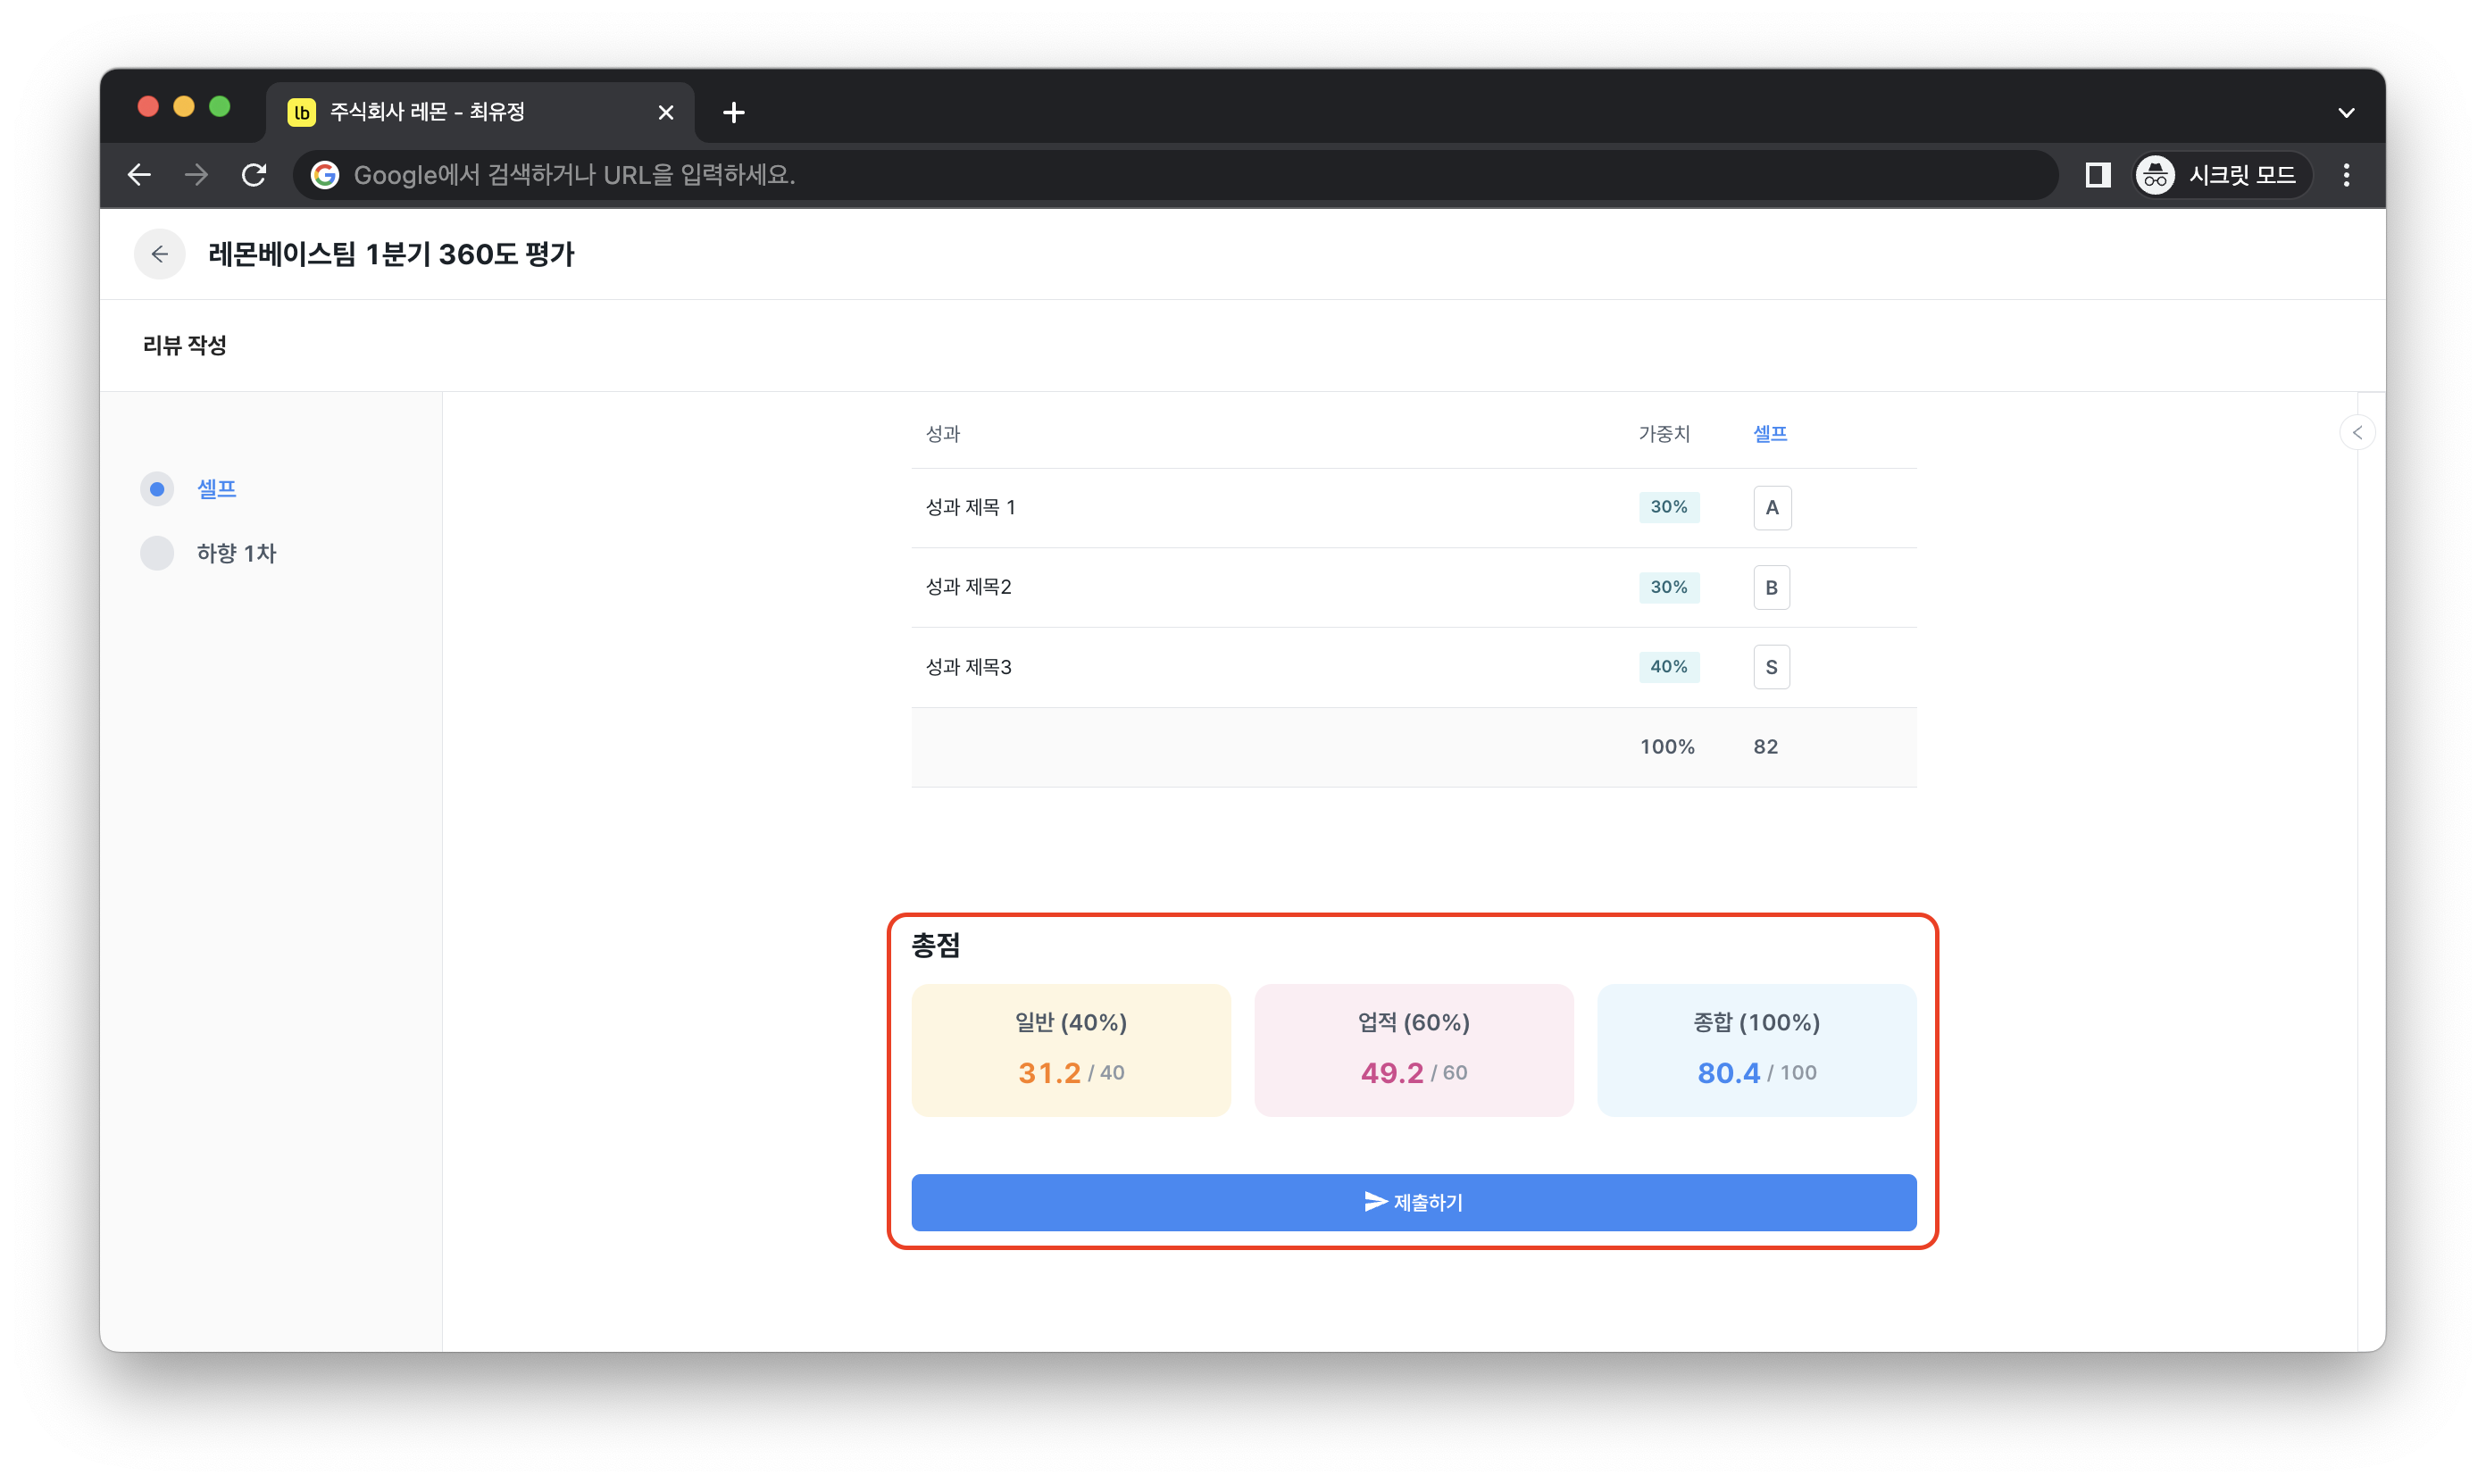 lb 주식회사 레몬 - 최유정
Google에서 검색하거나 URL을 입력하세요.
시크릿 모드
레몬베이스팀 1분기 360도 평가
리뷰 작성
셀프
하향 1차
성과 가중치 셀프
성과 제목 1 30% A
성과 제목2 30% B
성과 제목3 40% S
100% 82
총점
일반 (40%) 업적 (60%) 종합 (100%)
31.2 / 40 49.2 / 60 80.4 / 100
제출하기